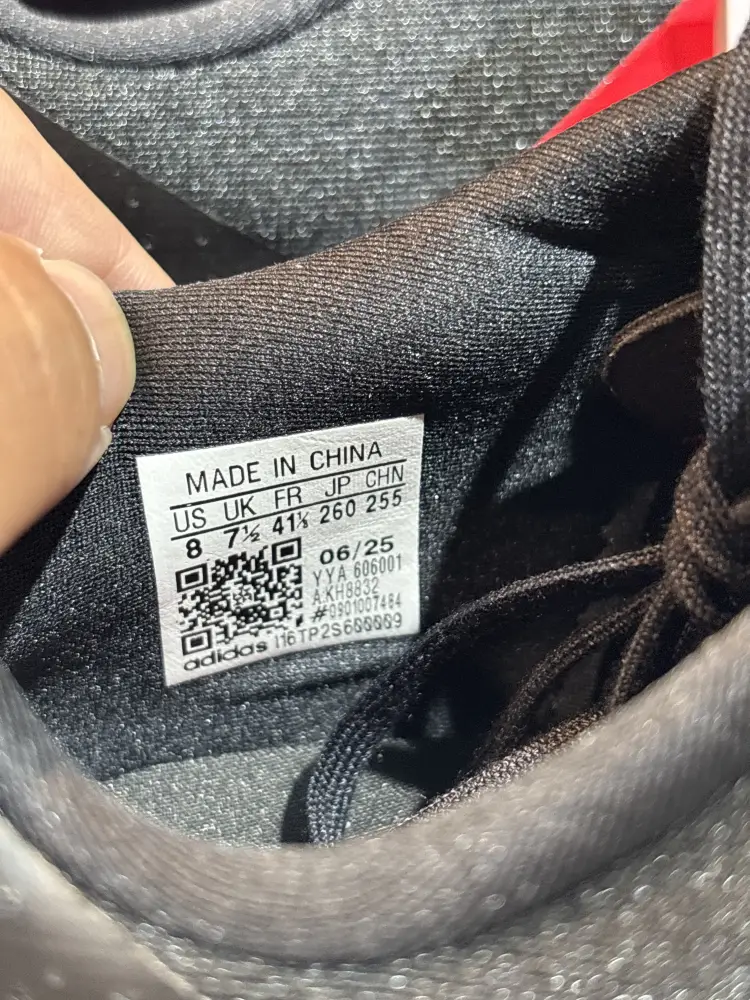 MADE IN CHINA
US UK FR JP CHN
8 7½ 41⅓ 260 255
06/25
YYA 606001
A.KH8832
#0901007484
adidas I16TP2S600009